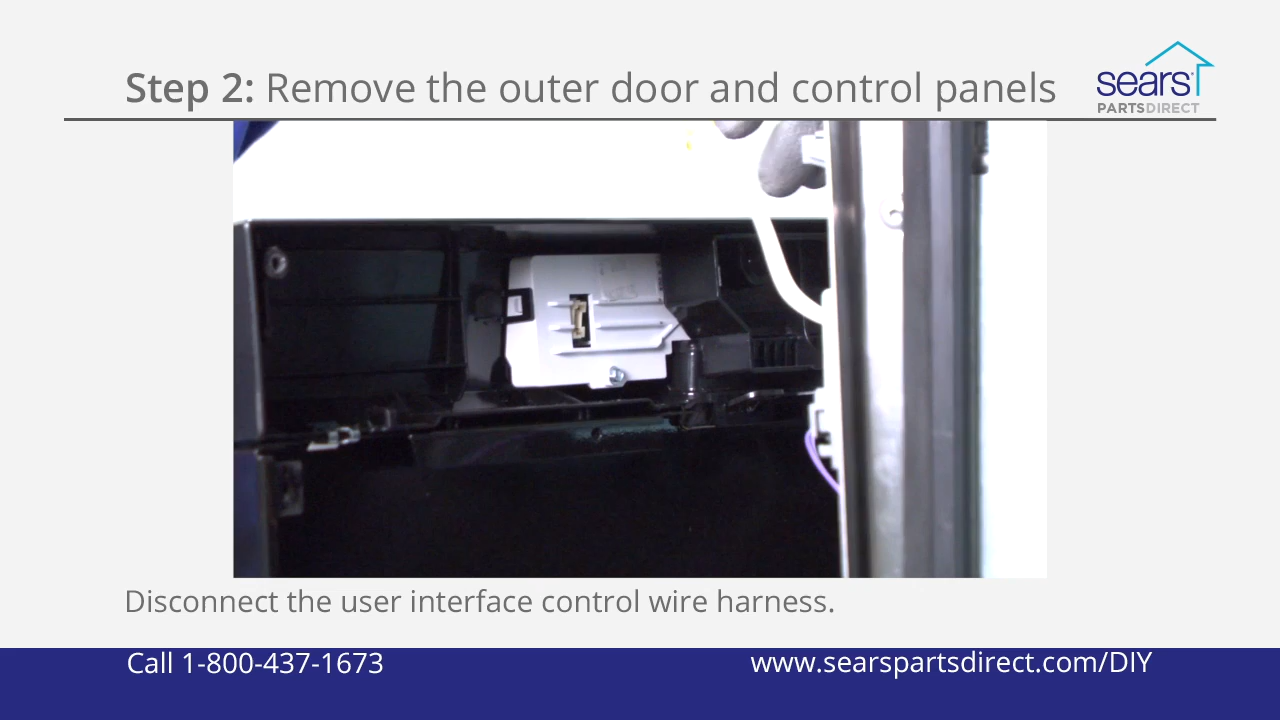 Step 2: Remove the outer door and control panels
sears
PARTSDIRECT
Disconnect the user interface control wire harness.
Call 1-800-437-1673
www.searspartsdirect.com/DIY